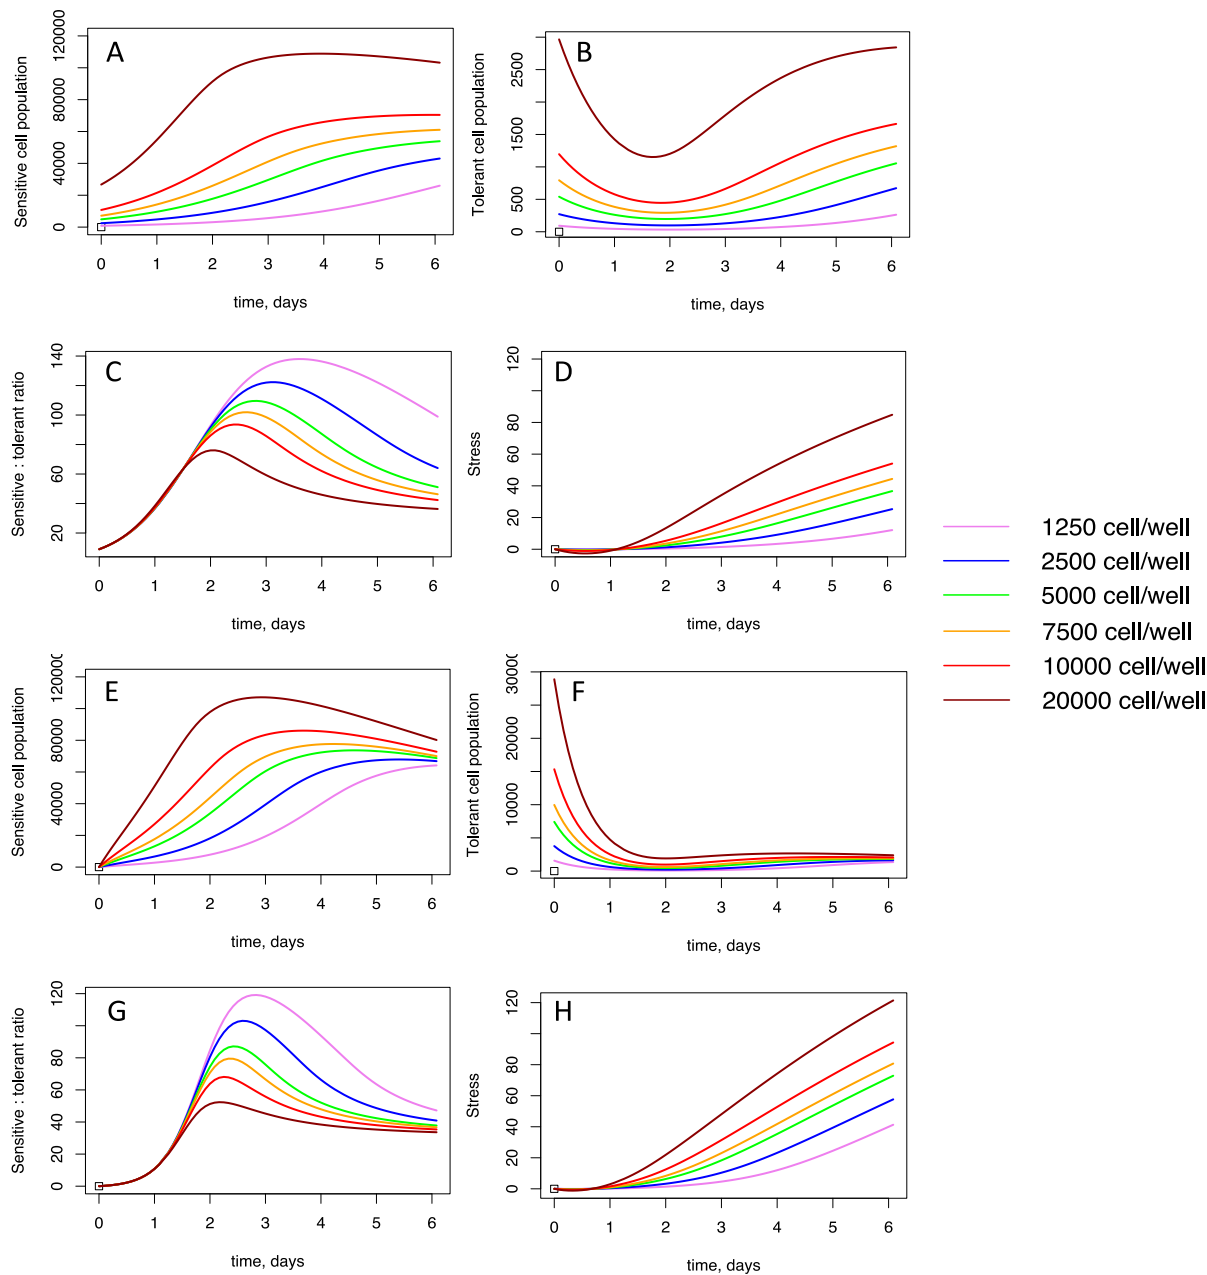 A
Sensitive cell population
0 40000 80000 120000
0 1 2 3 4 5 6
time, days
B
Tolerant cell population
0 500 1500 2500
0 1 2 3 4 5 6
time, days
C
Sensitive : tolerant ratio
20 60 100 140
0 1 2 3 4 5 6
time, days
D
Stress
0 20 40 60 80 120
0 1 2 3 4 5 6
time, days
1250 cell/well
2500 cell/well
5000 cell/well
7500 cell/well
10000 cell/well
20000 cell/well
E
Sensitive cell population
0 40000 80000 120000
0 1 2 3 4 5 6
time, days
F
Tolerant cell population
0 10000 20000 30000
0 1 2 3 4 5 6
time, days
G
Sensitive : tolerant ratio
0 20 40 60 80 120
0 1 2 3 4 5 6
time, days
H
Stress
0 20 40 60 80 120
0 1 2 3 4 5 6
time, days